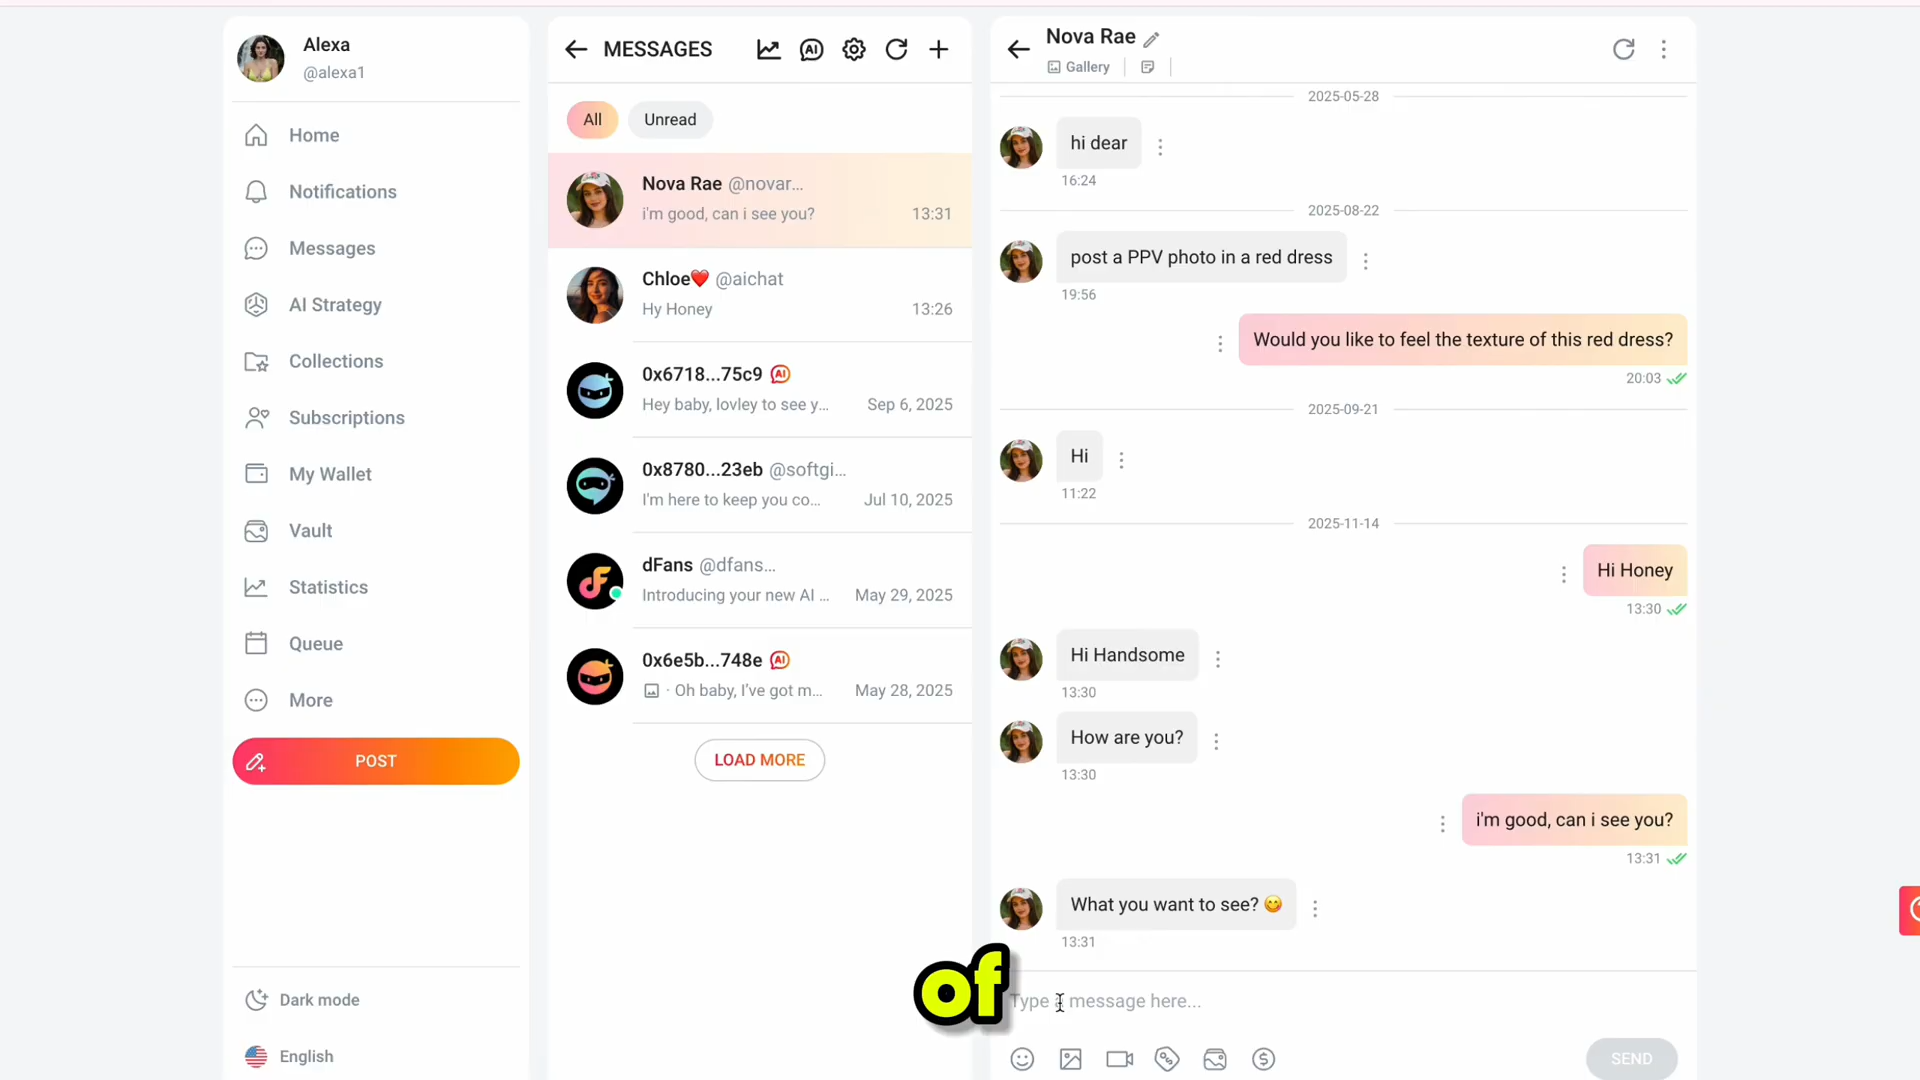 Alexa
@alexa1
Home
Notifications
Messages
AI Strategy
Collections
Subscriptions
My Wallet
Vault
Statistics
Queue
More
POST
Dark mode
English
MESSAGES
AI
All
Unread
Nova Rae @novar...
i'm good, can i see you?
13:31
Chloe❤️ @aichat
Hy Honey
13:26
0x6718...75c9 AI
Hey baby, lovley to see y...
Sep 6, 2025
0x8780...23eb @softgi...
I'm here to keep you co...
Jul 10, 2025
dFans @dfans...
Introducing your new AI ...
May 29, 2025
0x6e5b...748e AI
· Oh baby, I've got m...
May 28, 2025
LOAD MORE
Nova Rae
Gallery
2025-05-28
hi dear
16:24
2025-08-22
post a PPV photo in a red dress
19:56
Would you like to feel the texture of this red dress?
20:03
2025-09-21
Hi
11:22
2025-11-14
Hi Honey
13:30
Hi Handsome
13:30
How are you?
13:30
i'm good, can i see you?
13:31
What you want to see? 😋
13:31
of
Type a message here...
SEND